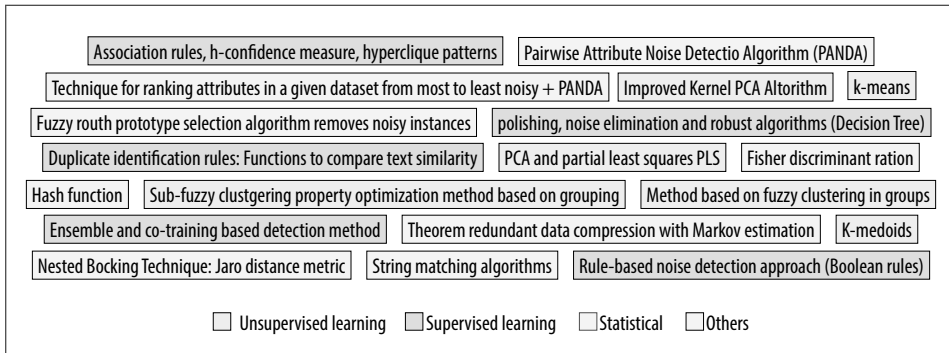 Association rules, h-confidence measure, hyperclique patterns Pairwise Attribute Noise Detectio Algorithm (PANDA)
Technique for ranking attributes in a given dataset from most to least noisy + PANDA Improved Kernel PCA Altorithm k-means
Fuzzy routh prototype selection algorithm removes noisy instances polishing, noise elimination and robust algorithms (Decision Tree)
Duplicate identification rules: Functions to compare text similarity PCA and partial least squares PLS Fisher discriminant ration
Hash function Sub-fuzzy clustgering property optimization method based on grouping Method based on fuzzy clustering in groups
Ensemble and co-training based detection method Theorem redundant data compression with Markov estimation K-medoids
Nested Bocking Technique: Jaro distance metric String matching algorithms Rule-based noise detection approach (Boolean rules)
Unsupervised learning Supervised learning Statistical Others